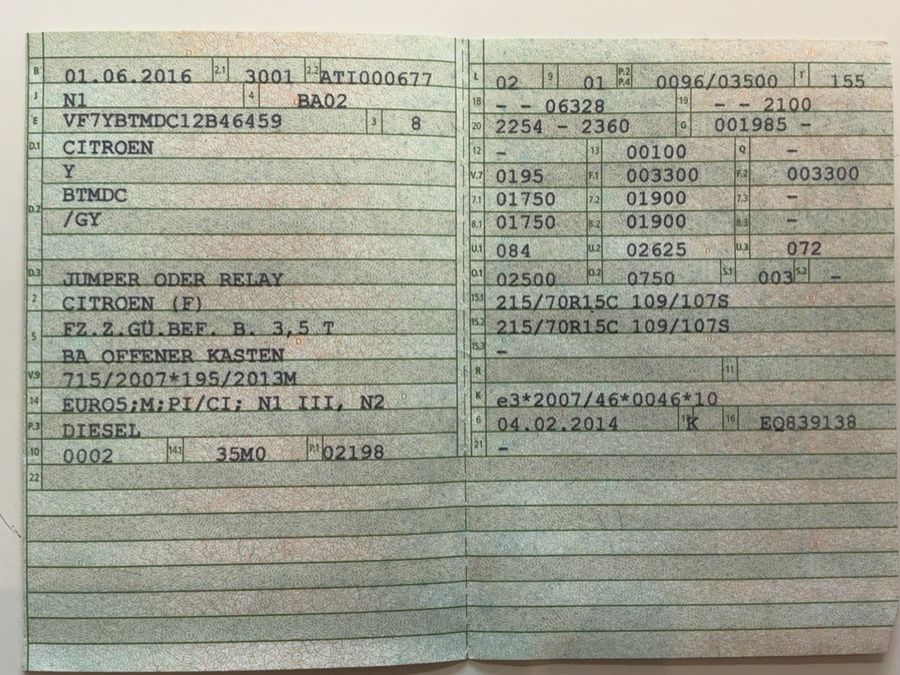 B 01.06.2016 2.1 3001 2.2 ATI000677
J N1 4 BA02
E VF7YBTMDC12B46459 3 8
D.1 CITROEN
Y
BTMDC
D.2 /GY
D.3 JUMPER ODER RELAY
2 CITROEN (F)
5 FZ.Z.GÜ.BEF. B. 3,5 T
BA OFFENER KASTEN
V.9 715/2007*195/2013M
14 EURO5;M;PI/CI; N1 III, N2
P.3 DIESEL
10 0002 14.1 35M0 P.1 02198
22
L 02 9 01 P.2 P.4 0096/03500 T 155
18 - - 06328 19 - - 2100
20 2254 - 2360 G 001985 -
12 - 13 00100 Q -
V.7 0195 F.1 003300 F.2 003300
7.1 01750 7.2 01900 7.3 -
8.1 01750 8.2 01900 8.3 -
U.1 084 U.2 02625 U.3 072
O.1 02500 O.2 0750 S.1 003 S.2 -
15.1 215/70R15C 109/107S
15.2 215/70R15C 109/107S
15.3 -
R 11
K e3*2007/46*0046*10
6 04.02.2014 17 K 16 EQ839138
21 -